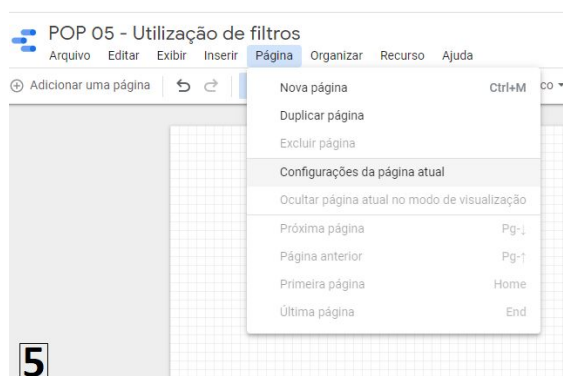 POP 05 - Utilização de filtros
Arquivo Editar Exibir Inserir Página Organizar Recurso Ajuda
Adicionar uma página
co
Nova página Ctrl+M
Duplicar página
Excluir página
Configurações da página atual
Ocultar página atual no modo de visualização
Próxima página Pg-↓
Página anterior Pg-↑
Primeira página Home
Última página End
5